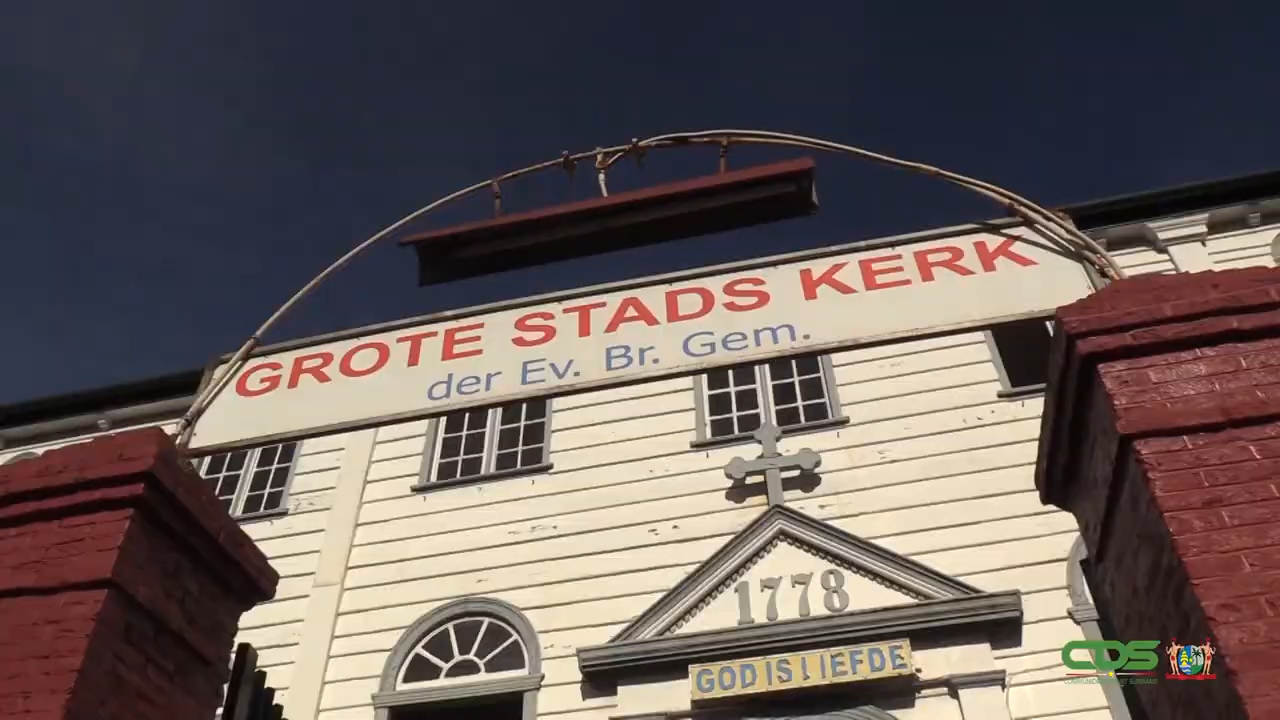 GROTE STADS KERK
der Ev. Br. Gem.
1778
GOD IS LIEFDE
CDS